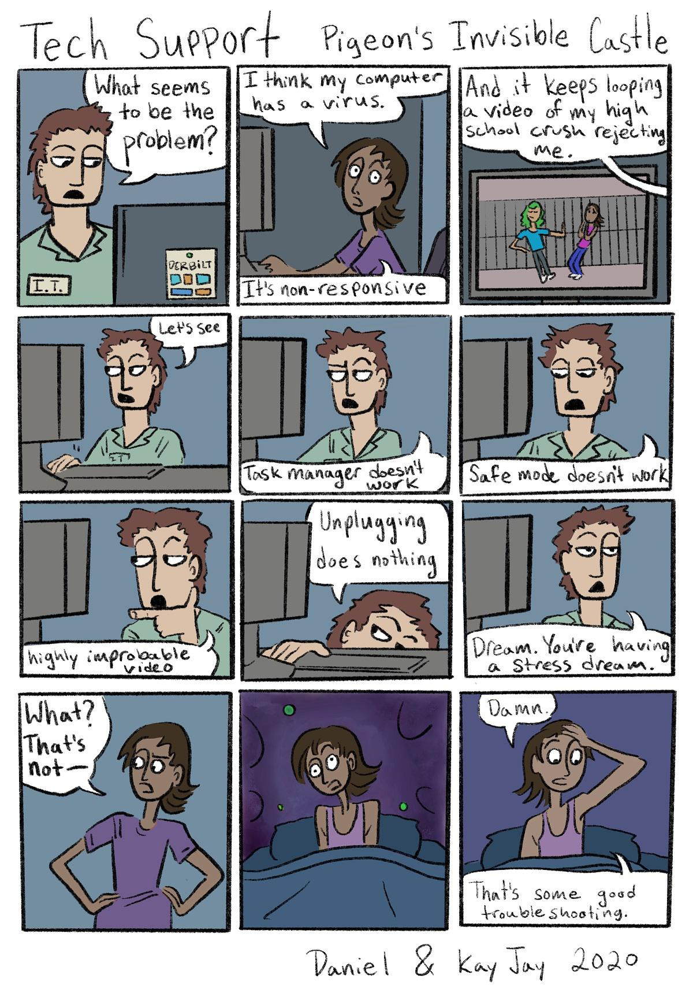 Tech Support Pigeon's Invisible Castle
What seems
to be the
problem?
I.T.
DERBILT
I think my computer
has a virus.
It's non-responsive
And it keeps looping
a video of my high
school crush rejecting
me.
Let's see
IT
Task manager doesn't
work
Safe mode doesn't work
highly improbable
video
Unplugging
does nothing
Dream. You're having
a stress dream.
What?
That's
not—
Damn.
That's some good
troubleshooting.
Daniel & Kay Jay 2020